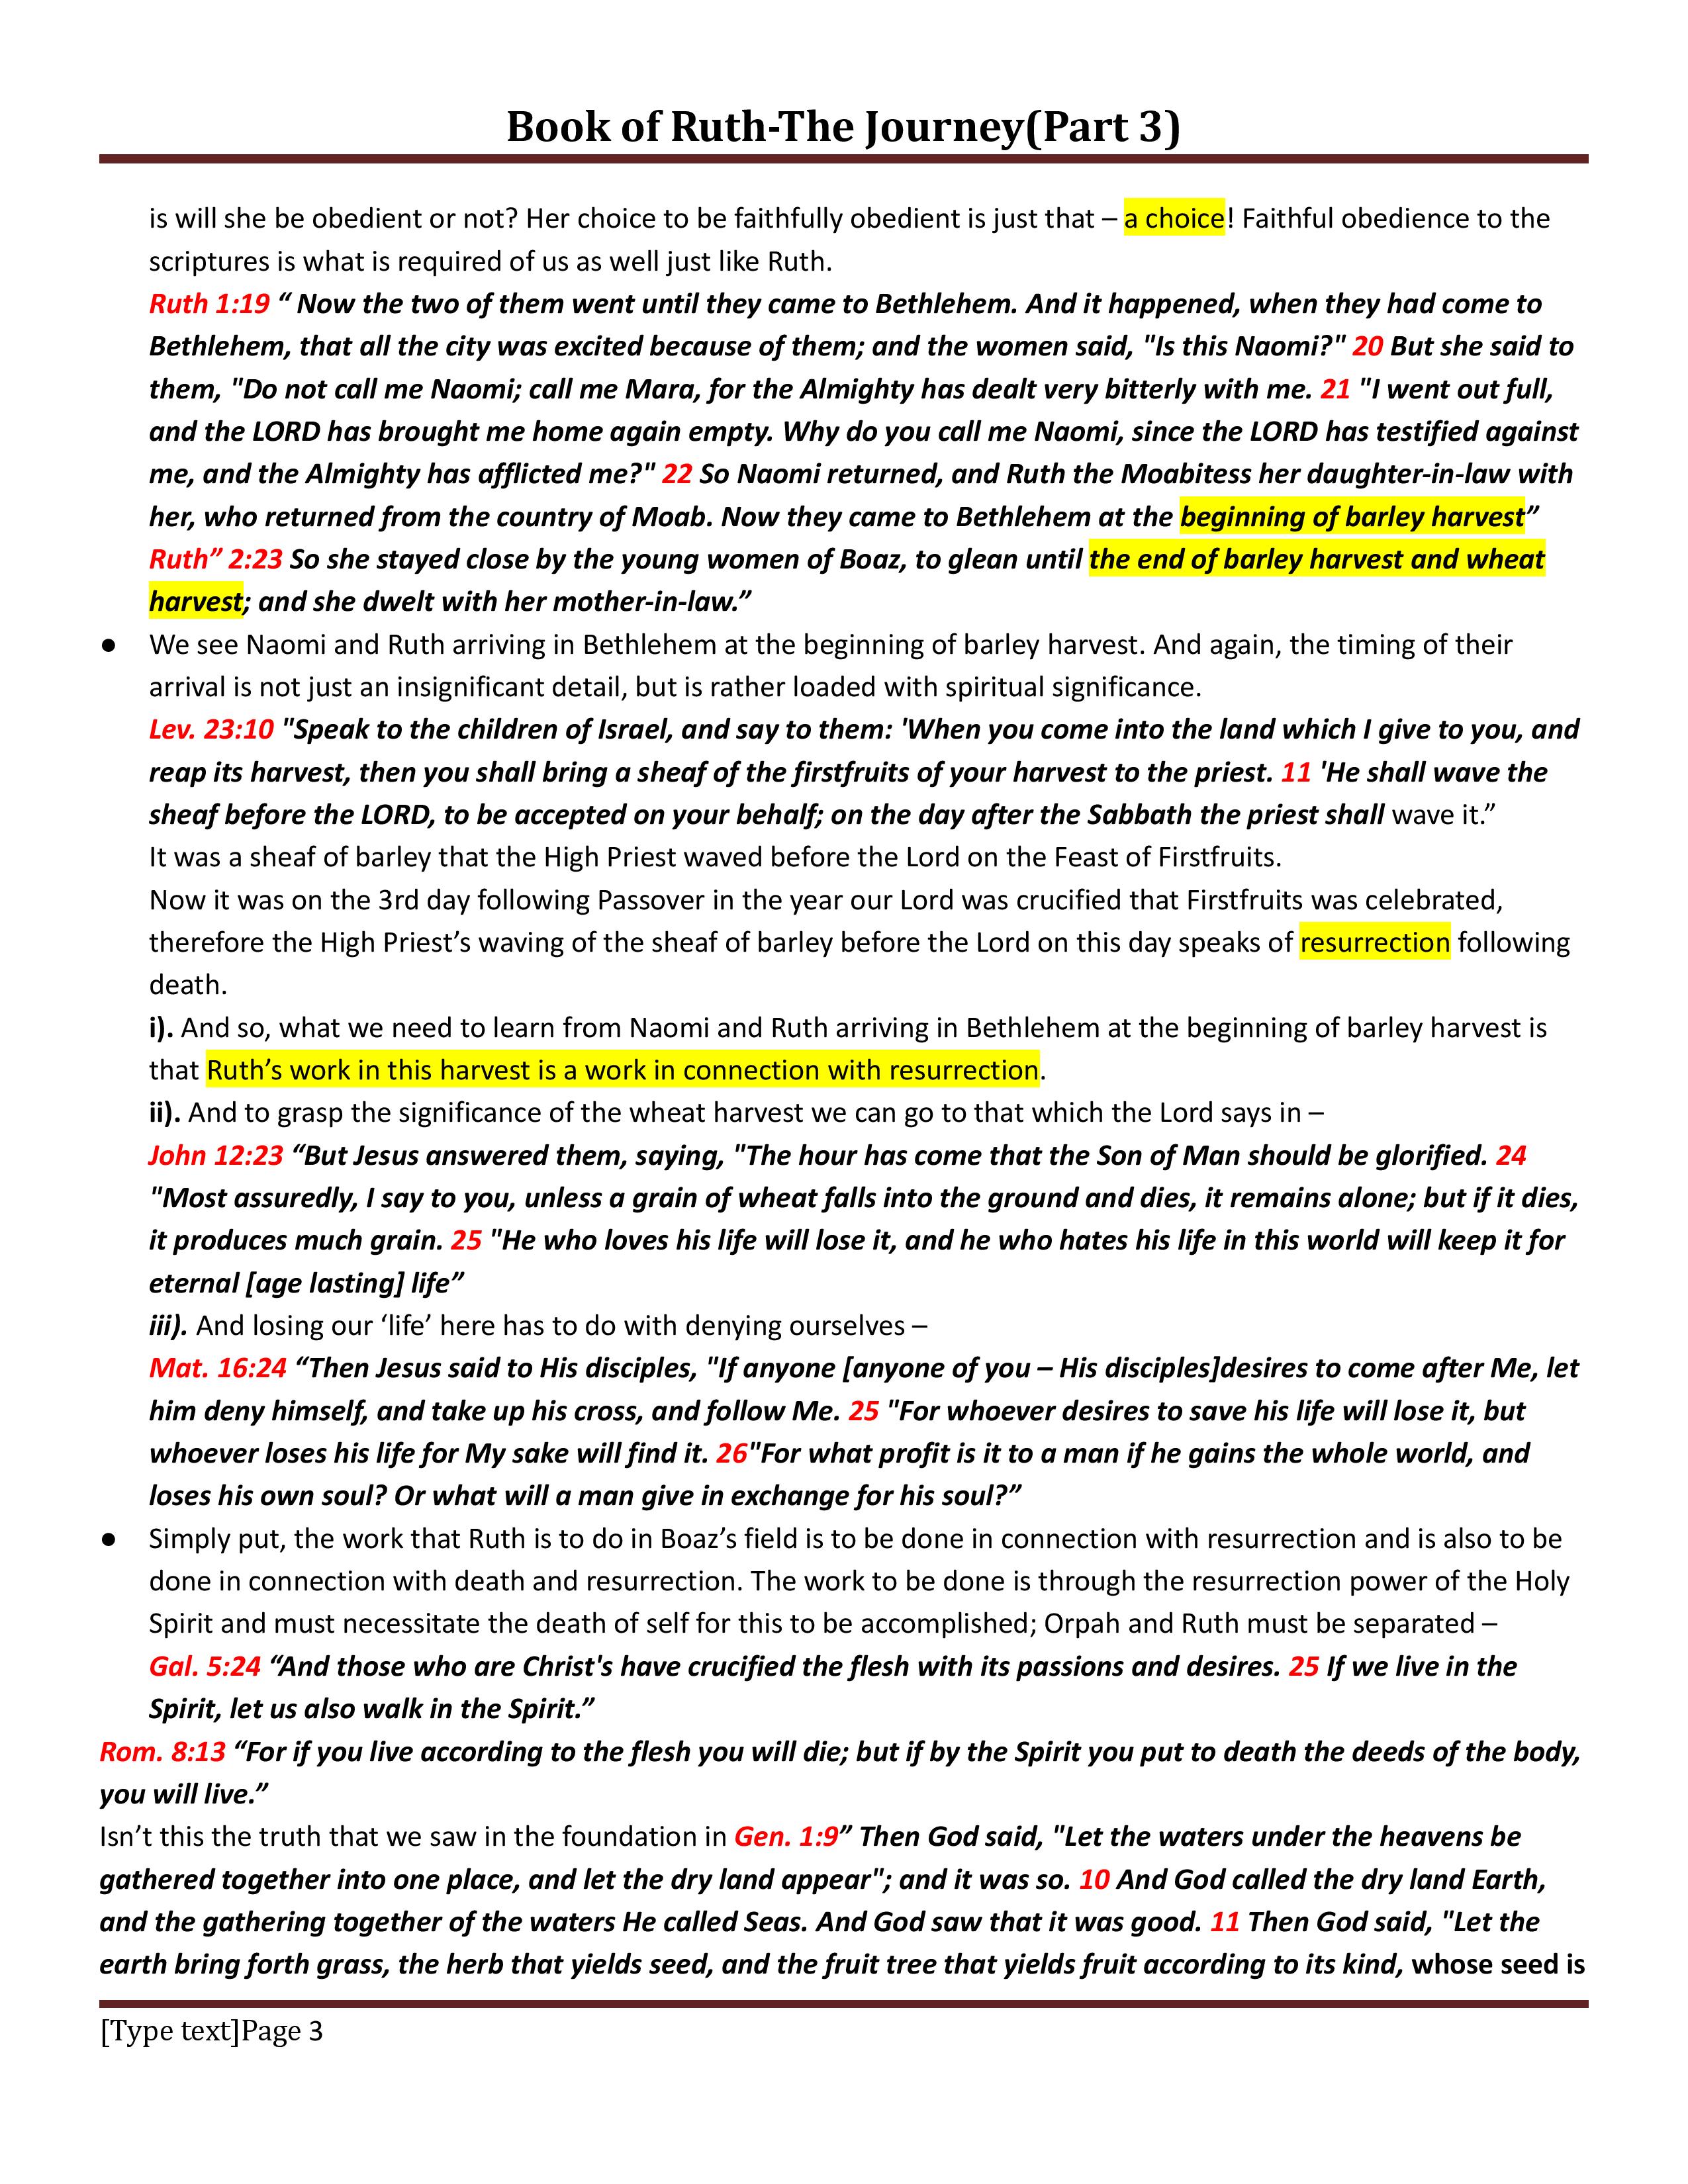 Book of Ruth-The Journey(Part 3)
is will she be obedient or not? Her choice to be faithfully obedient is just that – a choice! Faithful obedience to the
scriptures is what is required of us as well just like Ruth.
Ruth 1:19 “ Now the two of them went until they came to Bethlehem. And it happened, when they had come to
Bethlehem, that all the city was excited because of them; and the women said, "Is this Naomi?" 20 But she said to
them, "Do not call me Naomi; call me Mara, for the Almighty has dealt very bitterly with me. 21 "I went out full,
and the LORD has brought me home again empty. Why do you call me Naomi, since the LORD has testified against
me, and the Almighty has afflicted me?" 22 So Naomi returned, and Ruth the Moabitess her daughter-in-law with
her, who returned from the country of Moab. Now they came to Bethlehem at the beginning of barley harvest”
Ruth” 2:23 So she stayed close by the young women of Boaz, to glean until the end of barley harvest and wheat
harvest; and she dwelt with her mother-in-law.”
● We see Naomi and Ruth arriving in Bethlehem at the beginning of barley harvest. And again, the timing of their
arrival is not just an insignificant detail, but is rather loaded with spiritual significance.
Lev. 23:10 "Speak to the children of Israel, and say to them: 'When you come into the land which I give to you, and
reap its harvest, then you shall bring a sheaf of the firstfruits of your harvest to the priest. 11 'He shall wave the
sheaf before the LORD, to be accepted on your behalf; on the day after the Sabbath the priest shall wave it.”
It was a sheaf of barley that the High Priest waved before the Lord on the Feast of Firstfruits.
Now it was on the 3rd day following Passover in the year our Lord was crucified that Firstfruits was celebrated,
therefore the High Priest’s waving of the sheaf of barley before the Lord on this day speaks of resurrection following
death.
i). And so, what we need to learn from Naomi and Ruth arriving in Bethlehem at the beginning of barley harvest is
that Ruth’s work in this harvest is a work in connection with resurrection.
ii). And to grasp the significance of the wheat harvest we can go to that which the Lord says in –
John 12:23 “But Jesus answered them, saying, "The hour has come that the Son of Man should be glorified. 24
"Most assuredly, I say to you, unless a grain of wheat falls into the ground and dies, it remains alone; but if it dies,
it produces much grain. 25 "He who loves his life will lose it, and he who hates his life in this world will keep it for
eternal [age lasting] life”
iii). And losing our ‘life’ here has to do with denying ourselves –
Mat. 16:24 “Then Jesus said to His disciples, "If anyone [anyone of you – His disciples]desires to come after Me, let
him deny himself, and take up his cross, and follow Me. 25 "For whoever desires to save his life will lose it, but
whoever loses his life for My sake will find it. 26"For what profit is it to a man if he gains the whole world, and
loses his own soul? Or what will a man give in exchange for his soul?”
● Simply put, the work that Ruth is to do in Boaz’s field is to be done in connection with resurrection and is also to be
done in connection with death and resurrection. The work to be done is through the resurrection power of the Holy
Spirit and must necessitate the death of self for this to be accomplished; Orpah and Ruth must be separated –
Gal. 5:24 “And those who are Christ's have crucified the flesh with its passions and desires. 25 If we live in the
Spirit, let us also walk in the Spirit.”
Rom. 8:13 “For if you live according to the flesh you will die; but if by the Spirit you put to death the deeds of the body,
you will live.”
Isn’t this the truth that we saw in the foundation in Gen. 1:9” Then God said, "Let the waters under the heavens be
gathered together into one place, and let the dry land appear"; and it was so. 10 And God called the dry land Earth,
and the gathering together of the waters He called Seas. And God saw that it was good. 11 Then God said, "Let the
earth bring forth grass, the herb that yields seed, and the fruit tree that yields fruit according to its kind, whose seed is
[Type text]Page 3